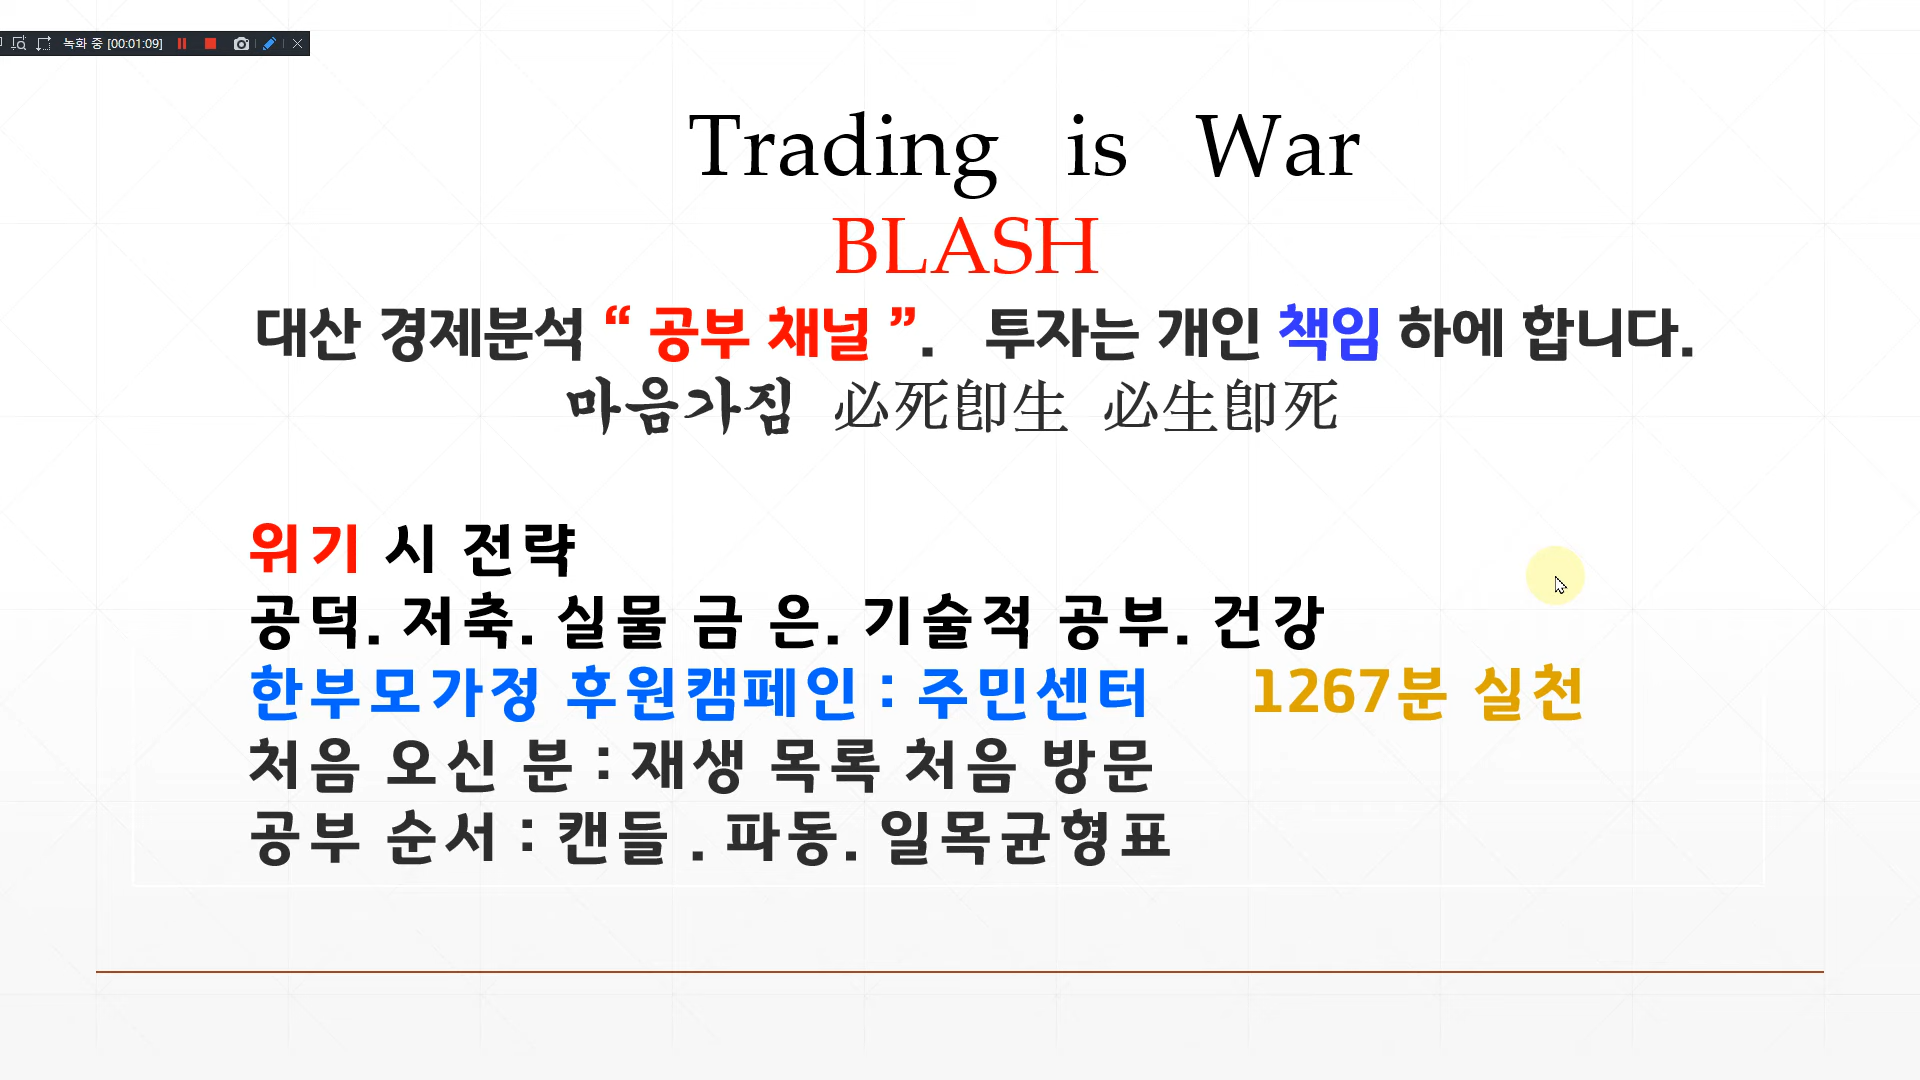 녹화 중 [00:01:09]
Trading is War
BLASH
대산 경제분석 “ 공부 채널 ”. 투자는 개인 책임 하에 합니다.
마음가짐 必死卽生 必生卽死
위기 시 전략
공덕. 저축. 실물 금 은. 기술적 공부. 건강
한부모가정 후원캠페인 : 주민센터 1267분 실천
처음 오신 분 : 재생 목록 처음 방문
공부 순서 : 캔들 . 파동. 일목균형표